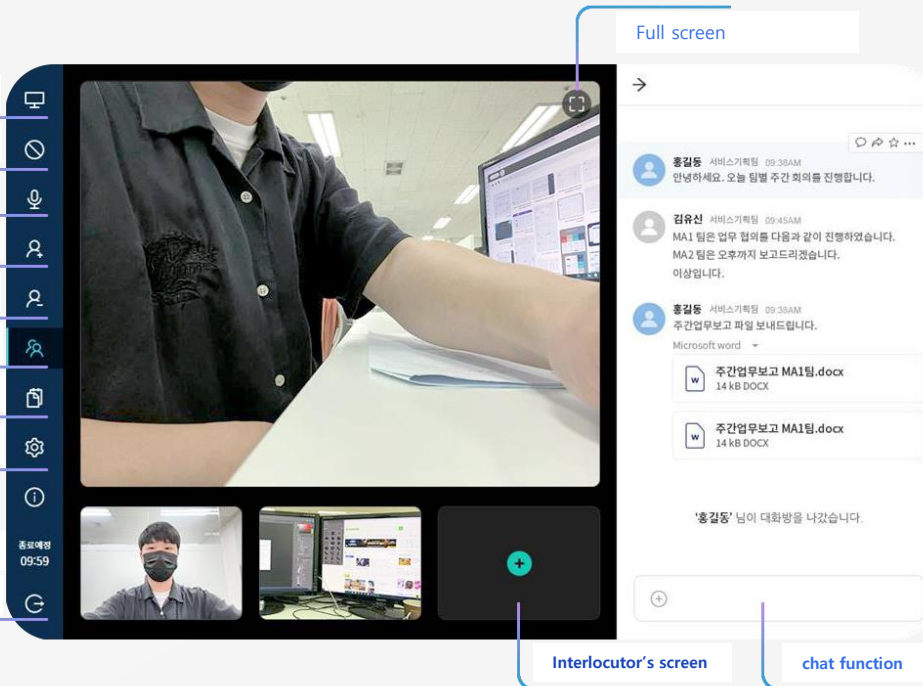 Full screen
홍길동 서비스기획팀 09:38AM
안녕하세요. 오늘 팀별 주간 회의를 진행합니다.
김유신 서비스기획팀 09:45AM
MA1 팀은 업무 협의를 다음과 같이 진행하였습니다.
MA2 팀은 오후까지 보고드리겠습니다.
이상입니다.
홍길동 서비스기획팀 09:38AM
주간업무보고 파일 보내드립니다.
Microsoft word
W
주간업무보고 MA1팀.docx
14 kB DOCX
W
주간업무보고 MA1팀.docx
14 kB DOCX
'홍길동' 님이 대화방을 나갔습니다.
종료예정
09:59
Interlocutor's screen
chat function